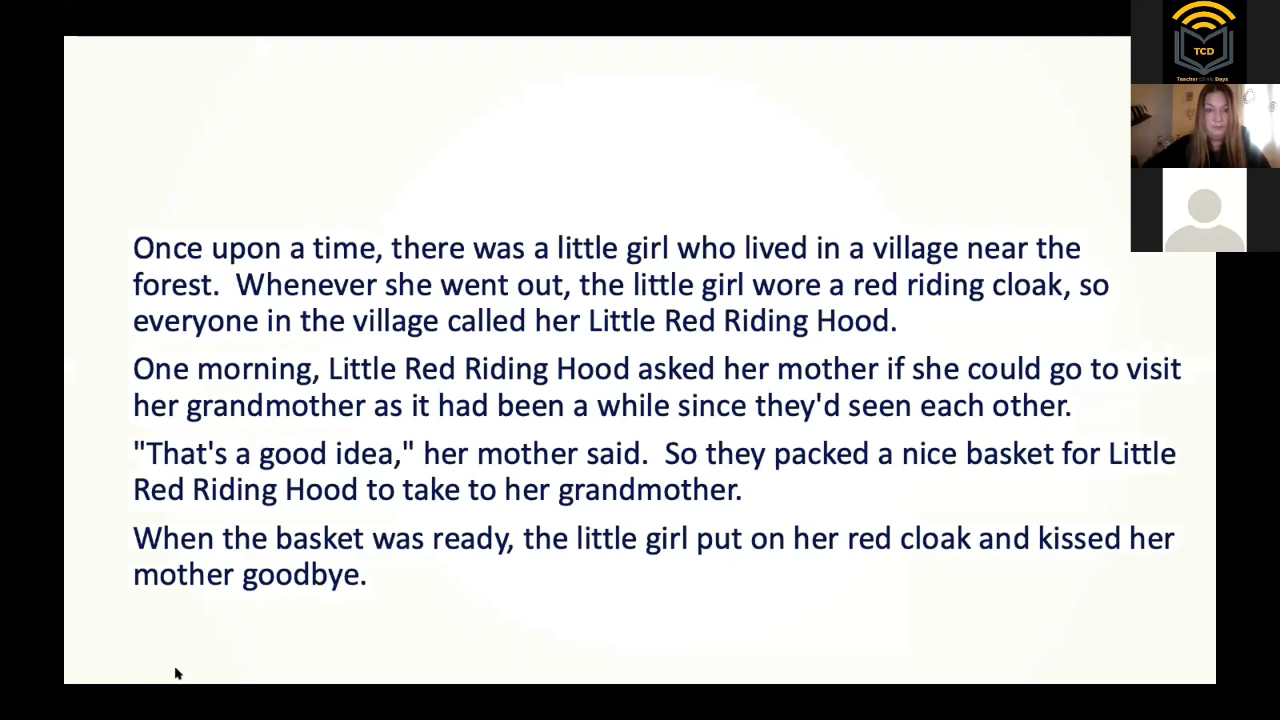 TCD
Teacher Clinic Days
Once upon a time, there was a little girl who lived in a village near the
forest.  Whenever she went out, the little girl wore a red riding cloak, so
everyone in the village called her Little Red Riding Hood.
One morning, Little Red Riding Hood asked her mother if she could go to visit
her grandmother as it had been a while since they'd seen each other.
"That's a good idea," her mother said.  So they packed a nice basket for Little
Red Riding Hood to take to her grandmother.
When the basket was ready, the little girl put on her red cloak and kissed her
mother goodbye.